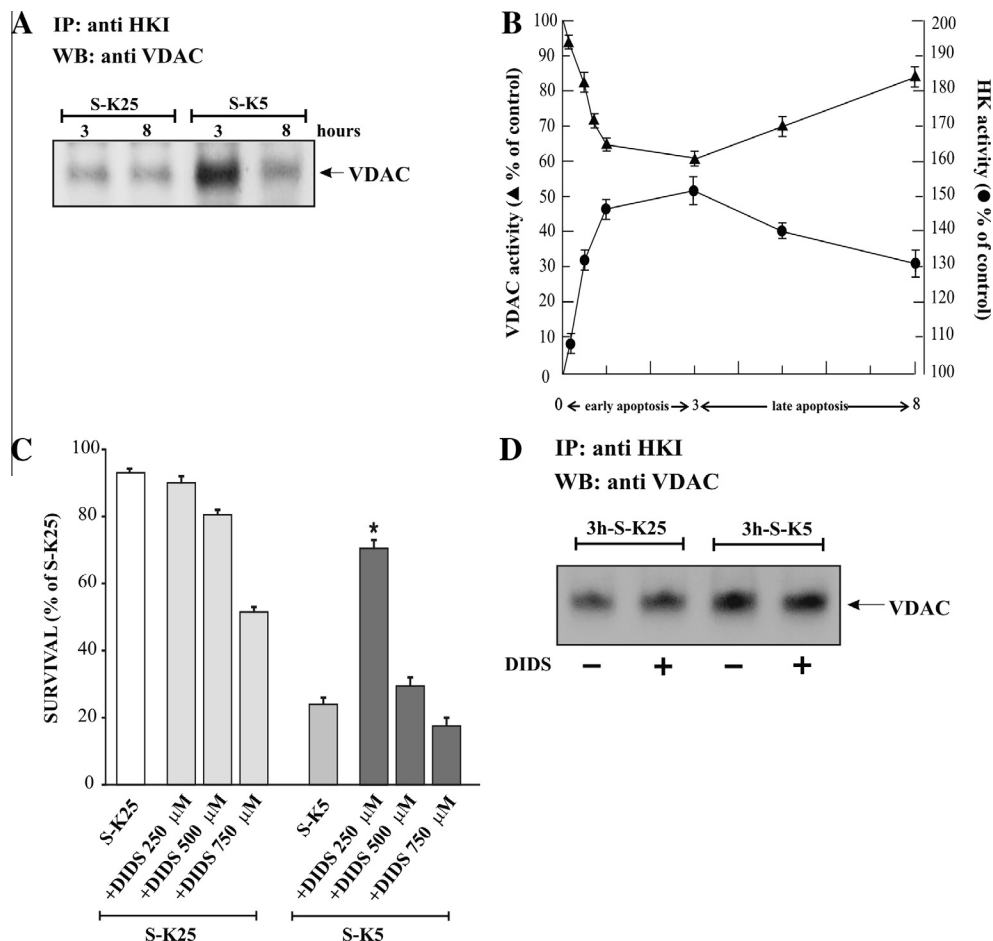 A
IP: anti HKI
WB: anti VDAC
S-K25 S-K5
3 8 3 8 hours
VDAC
B
VDAC activity (▲ % of control)
100
90
80
70
60
50
40
30
20
10
0
HK activity (● % of control)
200
190
180
170
160
150
140
130
120
110
100
0 early apoptosis 3 late apoptosis 8
C
SURVIVAL (% of S-K25)
100
80
60
40
20
0
S-K25
+DIDS 250 μM
+DIDS 500 μM
+DIDS 750 μM
S-K5
+DIDS 250 μM
+DIDS 500 μM
+DIDS 750 μM
*
S-K25
S-K5
D
IP: anti HKI
WB: anti VDAC
3h-S-K25 3h-S-K5
VDAC
DIDS − + − +